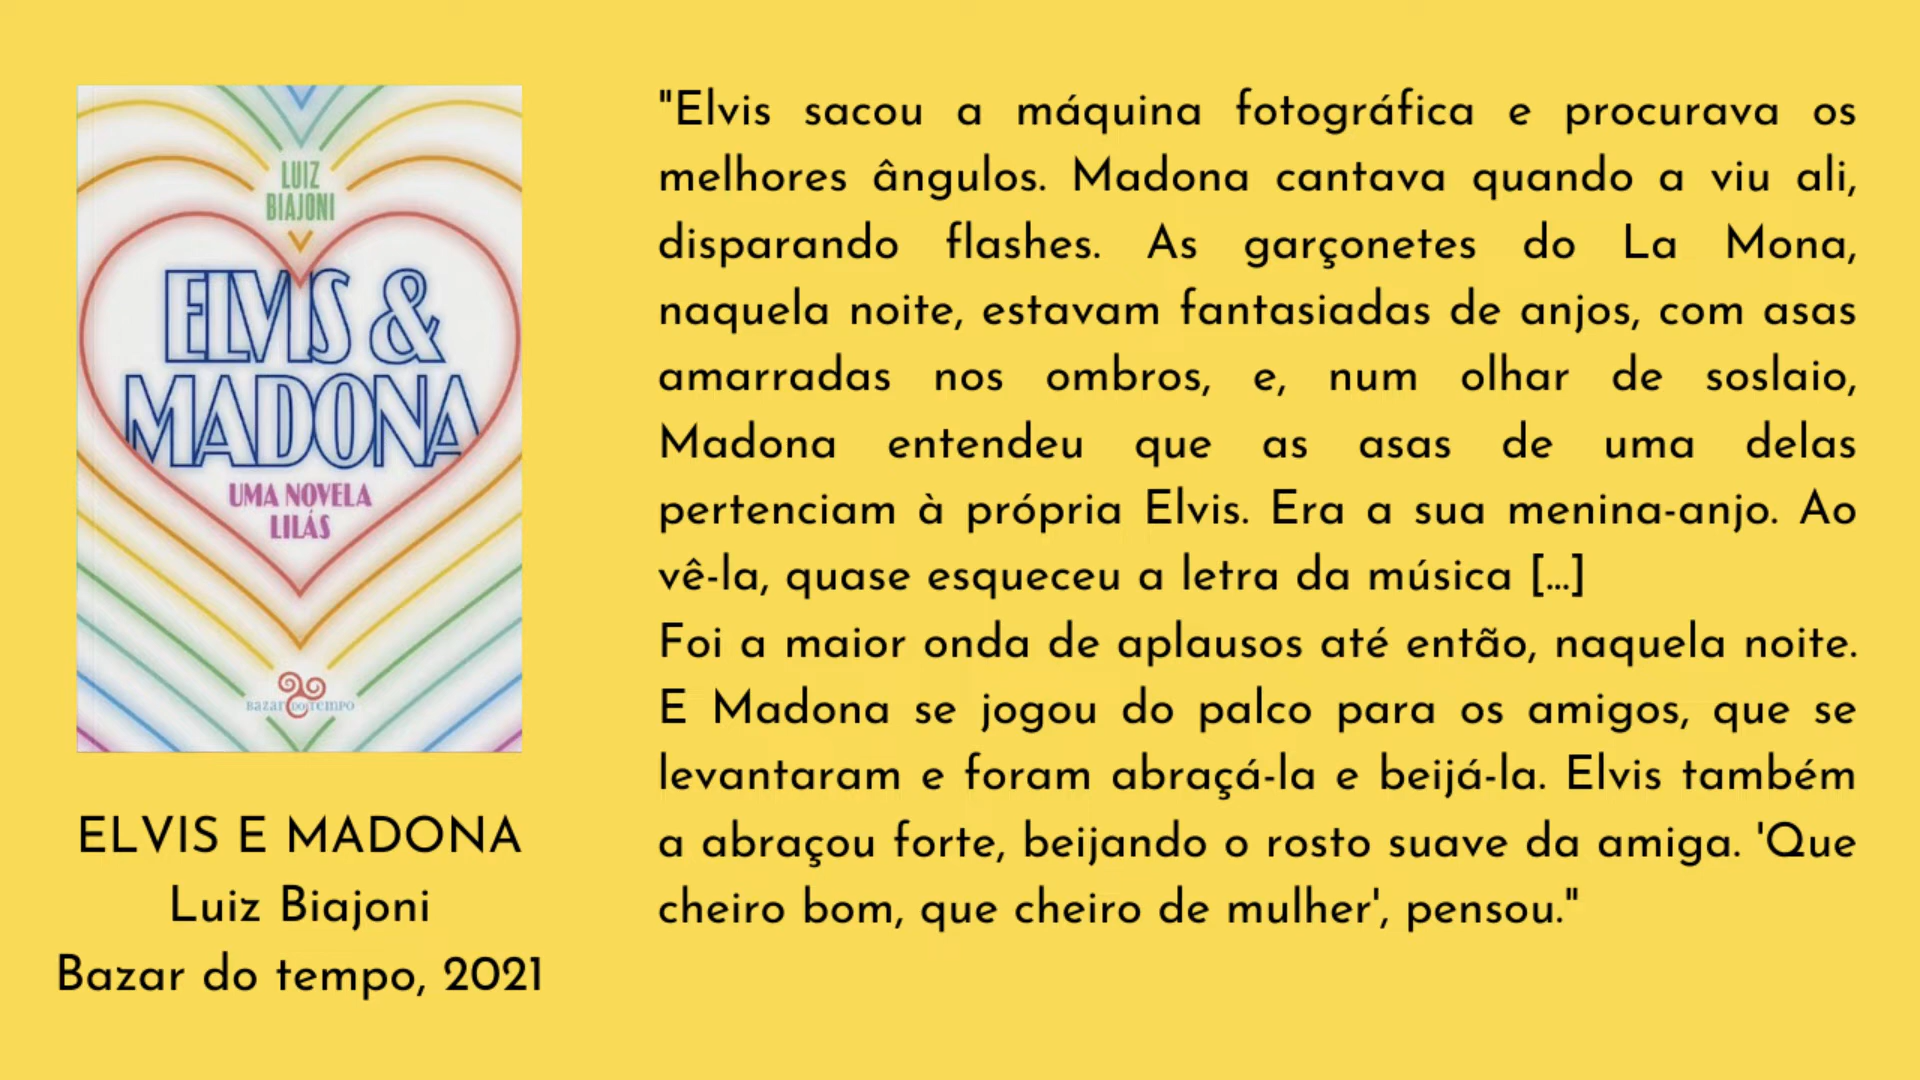 LUIZ
BIAJONI
ELVIS &
MADONA
UMA NOVELA
LILÁS
BAZAR DO TEMPO
ELVIS E MADONA
Luiz Biajoni
Bazar do tempo, 2021
"Elvis sacou a máquina fotográfica e procurava os
melhores ângulos. Madona cantava quando a viu ali,
disparando flashes. As garçonetes do La Mona,
naquela noite, estavam fantasiadas de anjos, com asas
amarradas nos ombros, e, num olhar de soslaio,
Madona entendeu que as asas de uma delas
pertenciam à própria Elvis. Era a sua menina-anjo. Ao
vê-la, quase esqueceu a letra da música [...]
Foi a maior onda de aplausos até então, naquela noite.
E Madona se jogou do palco para os amigos, que se
levantaram e foram abraçá-la e beijá-la. Elvis também
a abraçou forte, beijando o rosto suave da amiga. 'Que
cheiro bom, que cheiro de mulher', pensou."